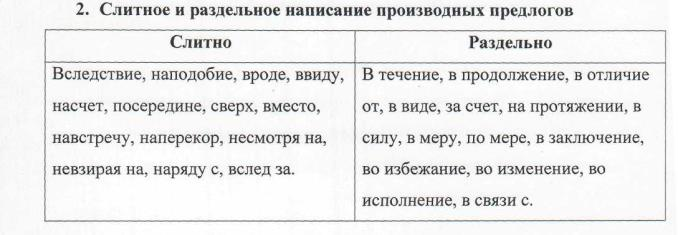 2. Слитное и раздельное написание производных предлогов
Слитно
Раздельно
Вследствие, наподобие, вроде, ввиду,
насчет, посередине, сверх, вместо,
навстречу, наперекор, несмотря на,
невзирая на, наряду с, вслед за.
В течение, в продолжение, в отличие
от, в виде, за счет, на протяжении, в
силу, в меру, по мере, в заключение,
во избежание, во изменение, во
исполнение, в связи с.